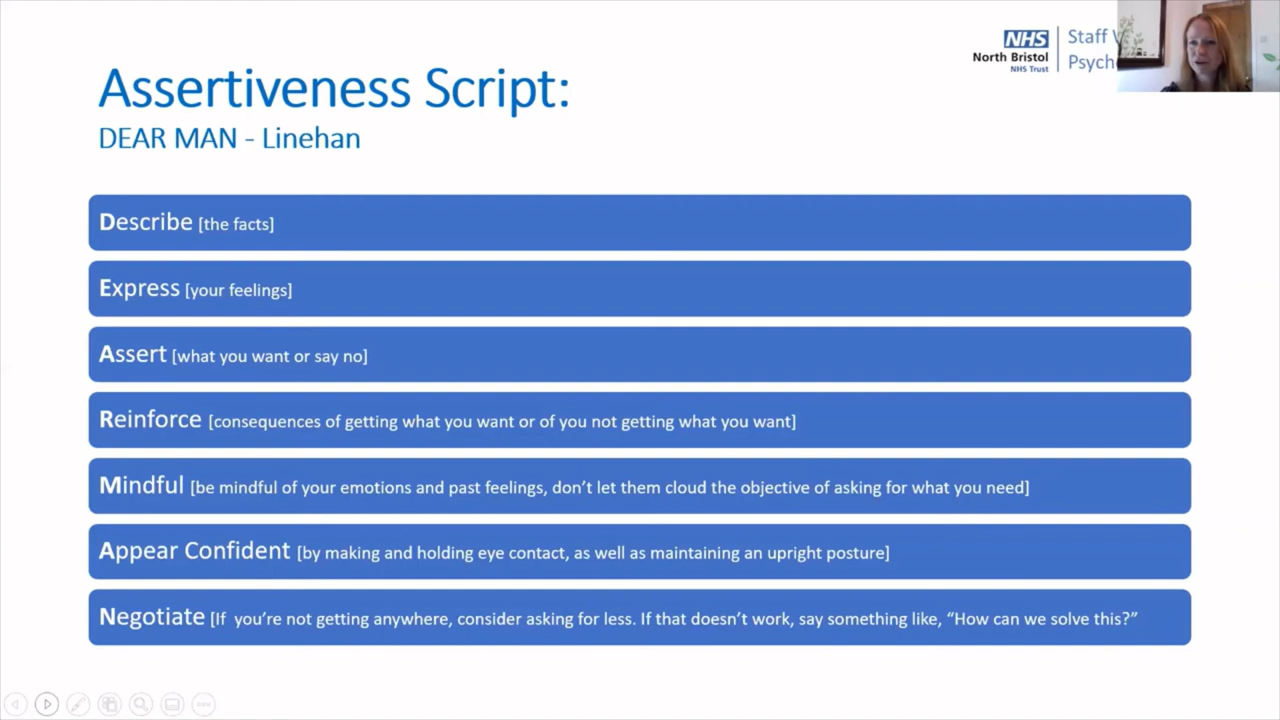 NHS
North Bristol
NHS Trust
Staff
Assertiveness Script:
DEAR MAN - Linehan
Describe [the facts]
Express [your feelings]
Assert [what you want or say no]
Reinforce [consequences of getting what you want or of you not getting what you want]
Mindful [be mindful of your emotions and past feelings, don’t let them cloud the objective of asking for what you need]
Appear Confident [by making and holding eye contact, as well as maintaining an upright posture]
Negotiate [If  you’re not getting anywhere, consider asking for less. If that doesn’t work, say something like, “How can we solve this?”